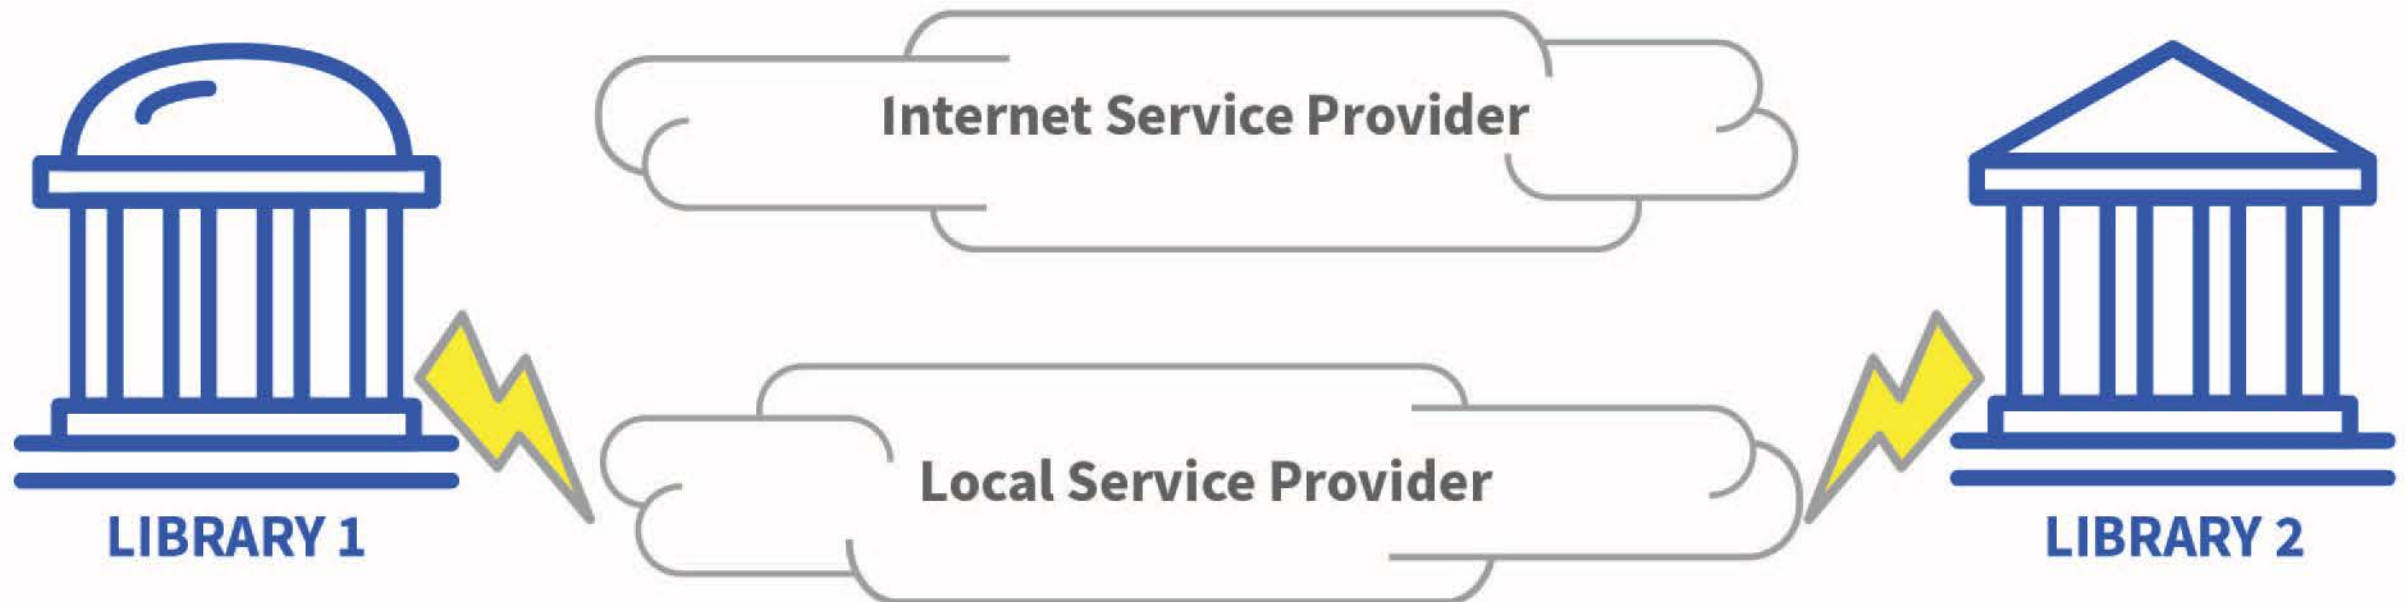 Internet Service Provider
Local Service Provider
LIBRARY 1
LIBRARY 2